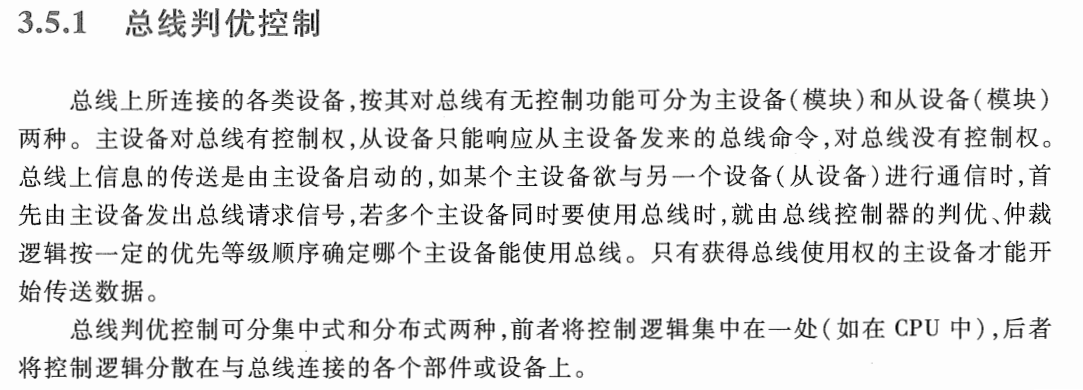 3.5.1 总线判优控制
总线上所连接的各类设备,按其对总线有无控制功能可分为主设备(模块)和从设备(模块)
两种。主设备对总线有控制权,从设备只能响应从主设备发来的总线命令,对总线没有控制权。
总线上信息的传送是由主设备启动的,如某个主设备欲与另一个设备(从设备)进行通信时,首
先由主设备发出总线请求信号,若多个主设备同时要使用总线时,就由总线控制器的判优、仲裁
逻辑按一定的优先等级顺序确定哪个主设备能使用总线。只有获得总线使用权的主设备才能开
始传送数据。
总线判优控制可分集中式和分布式两种,前者将控制逻辑集中在一处(如在 CPU 中),后者
将控制逻辑分散在与总线连接的各个部件或设备上。